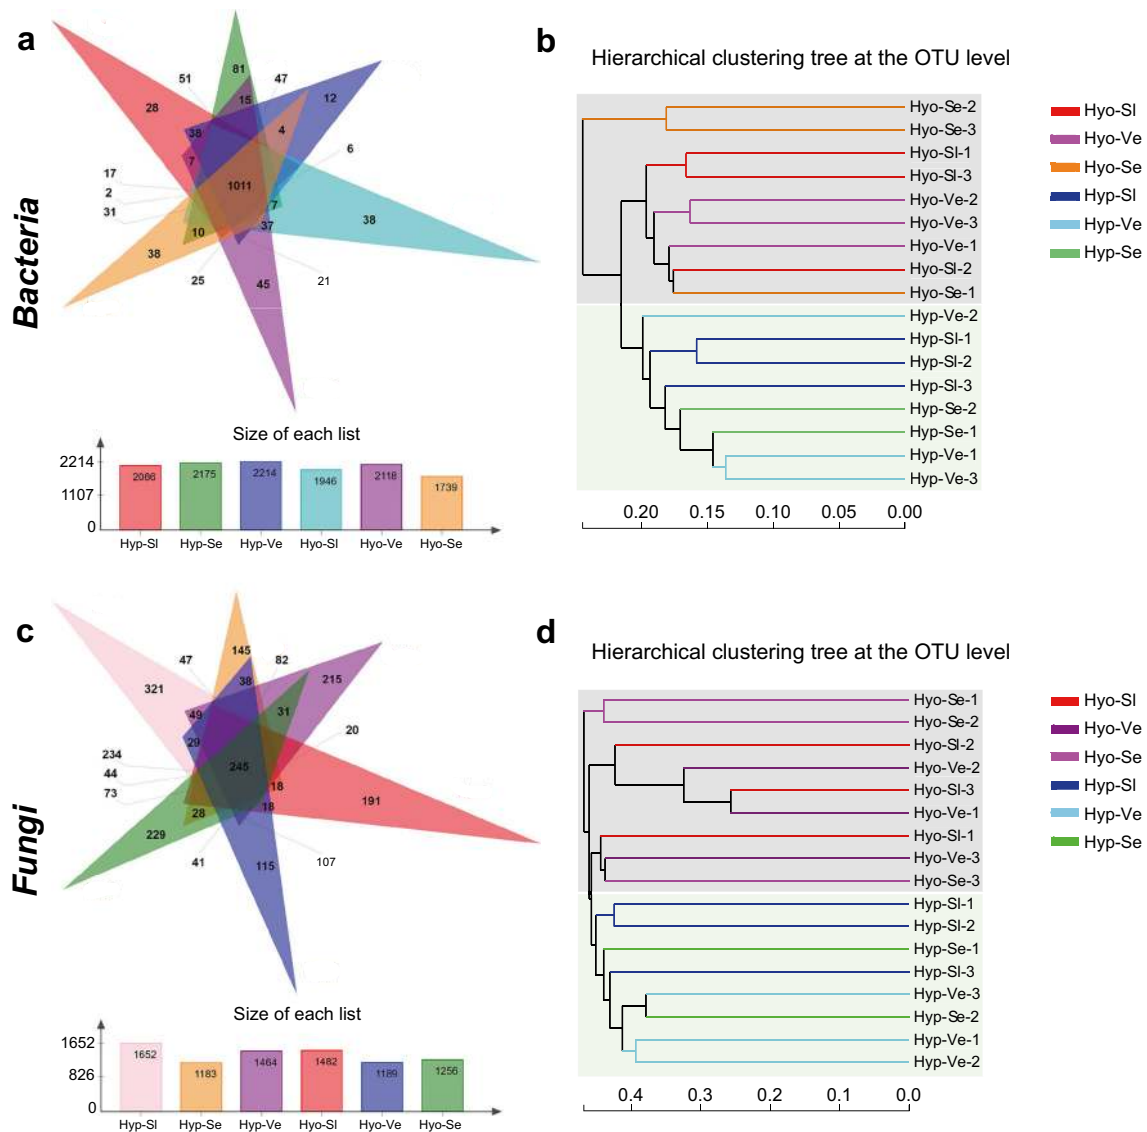 a
Bacteria
51
81
47
28
15
12
38
4
7
6
17
2
31
1011
7
38
10
37
38
25
45
21
Size of each list
2214
1107
0
2066
2175
2214
1946
2118
1739
Hyp-Sl
Hyp-Se
Hyp-Ve
Hyo-Sl
Hyo-Ve
Hyo-Se
b
Hierarchical clustering tree at the OTU level
Hyo-Se-2
Hyo-Se-3
Hyo-Sl-1
Hyo-Sl-3
Hyo-Ve-2
Hyo-Ve-3
Hyo-Ve-1
Hyo-Sl-2
Hyo-Se-1
Hyp-Ve-2
Hyp-Sl-1
Hyp-Sl-2
Hyp-Sl-3
Hyp-Se-2
Hyp-Se-1
Hyp-Ve-1
Hyp-Ve-3
0.20
0.15
0.10
0.05
0.00
Hyo-Sl
Hyo-Ve
Hyo-Se
Hyp-Sl
Hyp-Ve
Hyp-Se
c
Fungi
47
145
82
321
38
215
49
31
29
20
234
44
73
245
18
191
28
18
229
41
115
107
Size of each list
1652
826
0
1652
1183
1464
1482
1189
1256
Hyp-Sl
Hyp-Se
Hyp-Ve
Hyo-Sl
Hyo-Ve
Hyo-Se
d
Hierarchical clustering tree at the OTU level
Hyo-Se-1
Hyo-Se-2
Hyo-Sl-2
Hyo-Ve-2
Hyo-Sl-3
Hyo-Ve-1
Hyo-Sl-1
Hyo-Ve-3
Hyo-Se-3
Hyp-Sl-1
Hyp-Sl-2
Hyp-Se-1
Hyp-Sl-3
Hyp-Ve-3
Hyp-Se-2
Hyp-Ve-1
Hyp-Ve-2
0.4
0.3
0.2
0.1
0.0
Hyo-Sl
Hyo-Ve
Hyo-Se
Hyp-Sl
Hyp-Ve
Hyp-Se